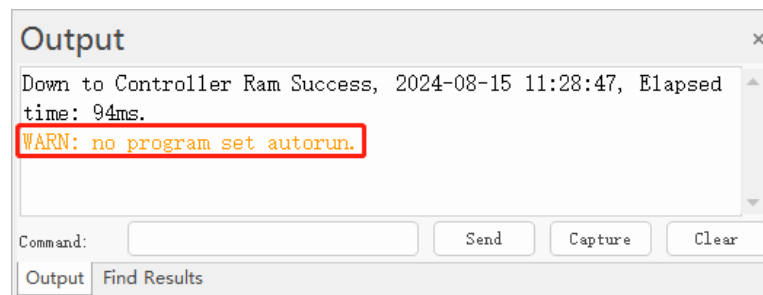 Output
Down to Controller Ram Success, 2024-08-15 11:28:47, Elapsed
time: 94ms.
WARN: no program set autorun.
Command:
Send
Capture
Clear
Output
Find Results